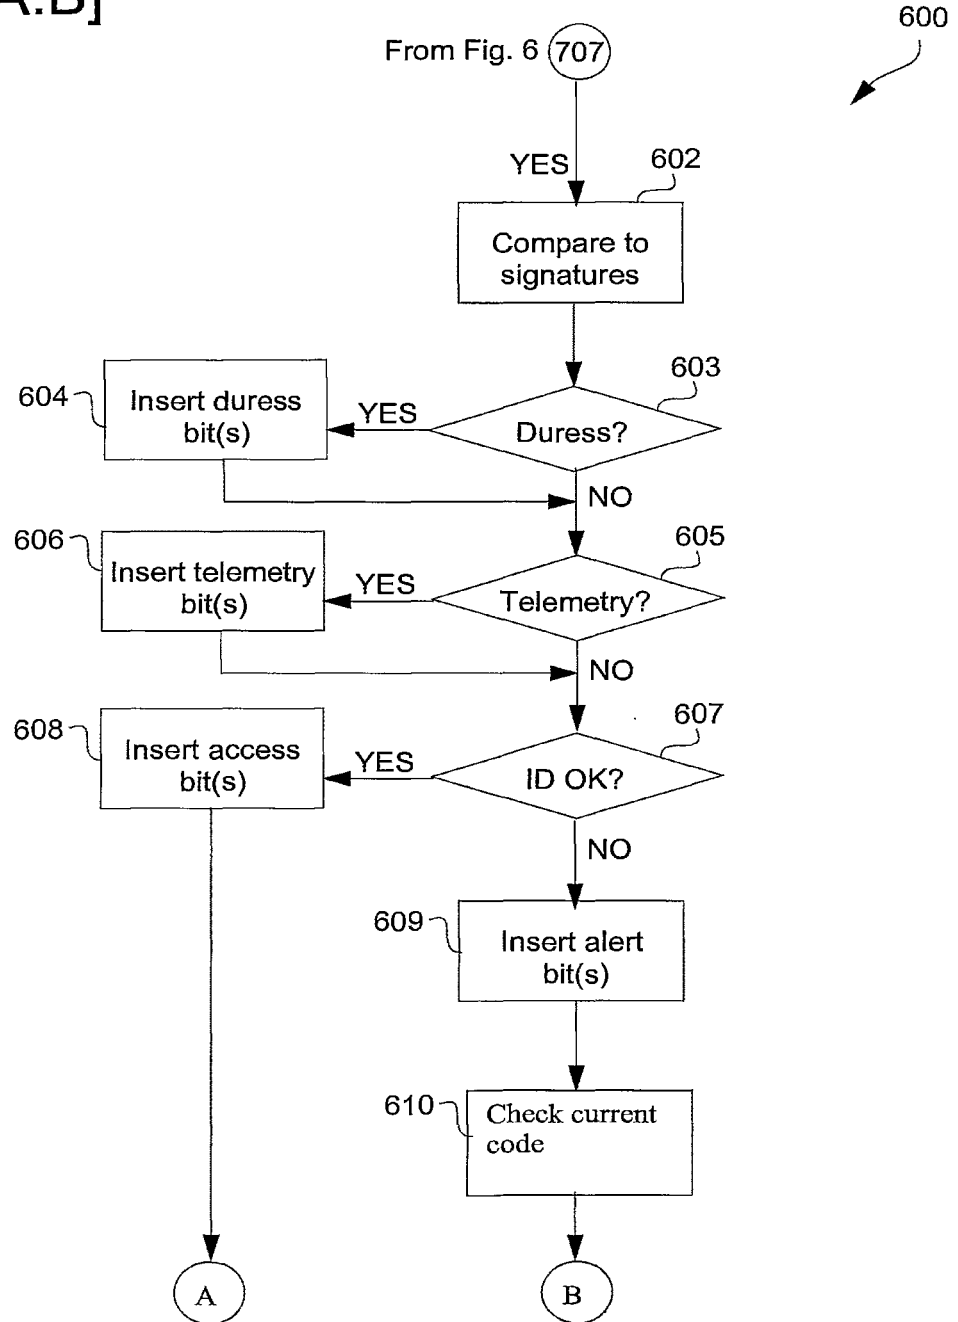 A.B]
600
From Fig. 6 707
YES
602
Compare to
signatures
603
604
Insert duress
bit(s)
YES
Duress?
NO
606
605
Insert telemetry
bit(s)
YES
Telemetry?
NO
608
607
Insert access
bit(s)
YES
ID OK?
NO
609
Insert alert
bit(s)
610
Check current
code
A
B